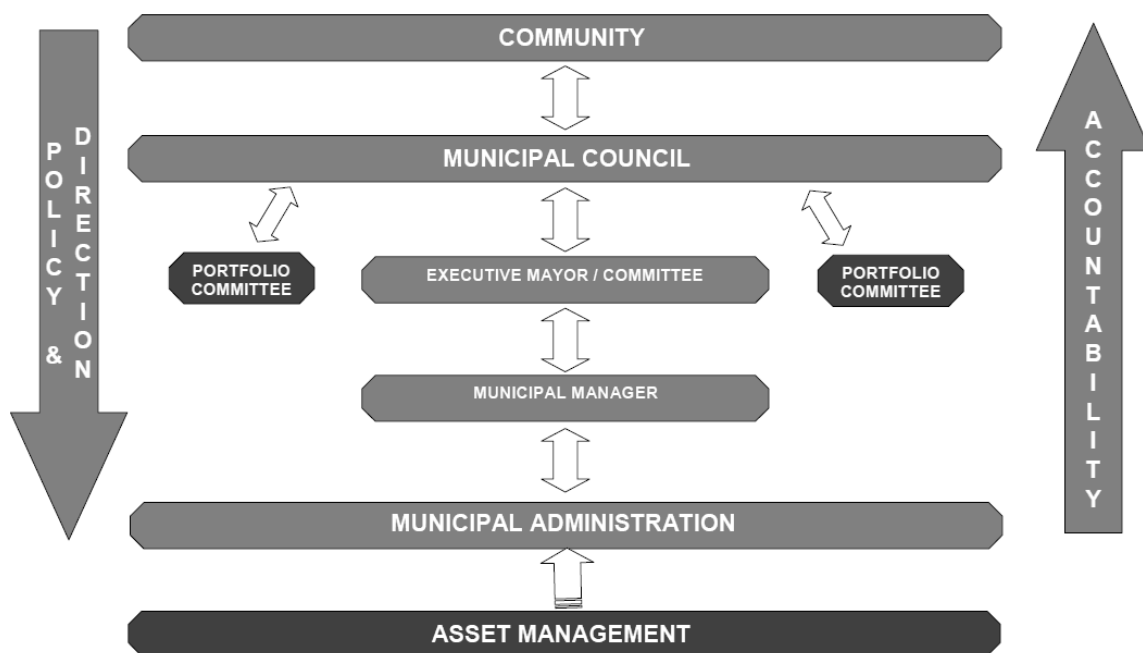 COMMUNITY
POLICY &
DIRECTION
ACCOUNTABILITY
MUNICIPAL COUNCIL
PORTFOLIO
COMMITTEE
EXECUTIVE MAYOR / COMMITTEE
PORTFOLIO
COMMITTEE
MUNICIPAL MANAGER
MUNICIPAL ADMINISTRATION
ASSET MANAGEMENT